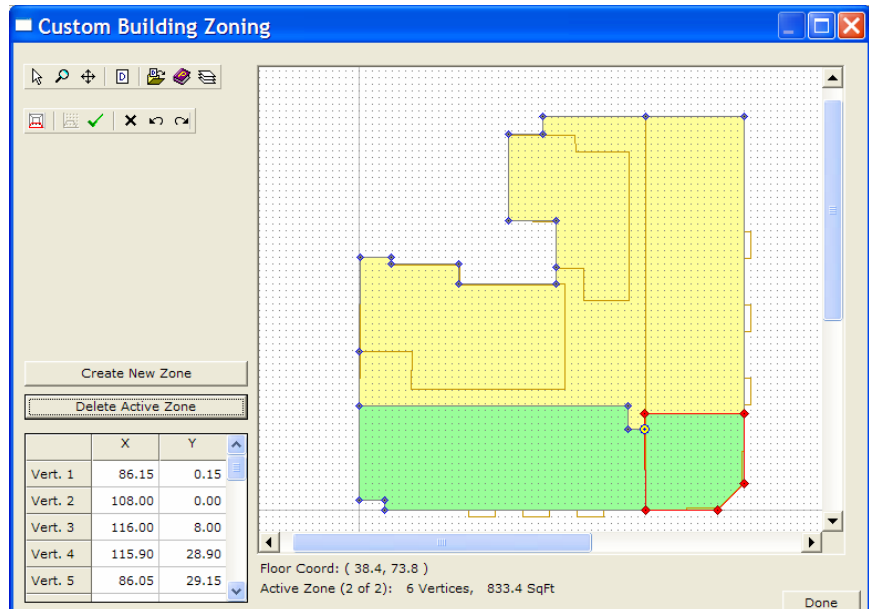 Custom Building Zoning
D
Create New Zone
Delete Active Zone
X Y
Vert. 1 86.15 0.15
Vert. 2 108.00 0.00
Vert. 3 116.00 8.00
Vert. 4 115.90 28.90
Vert. 5 86.05 29.15
Floor Coord: ( 38.4, 73.8 )
Active Zone (2 of 2): 6 Vertices, 833.4 SqFt
Done